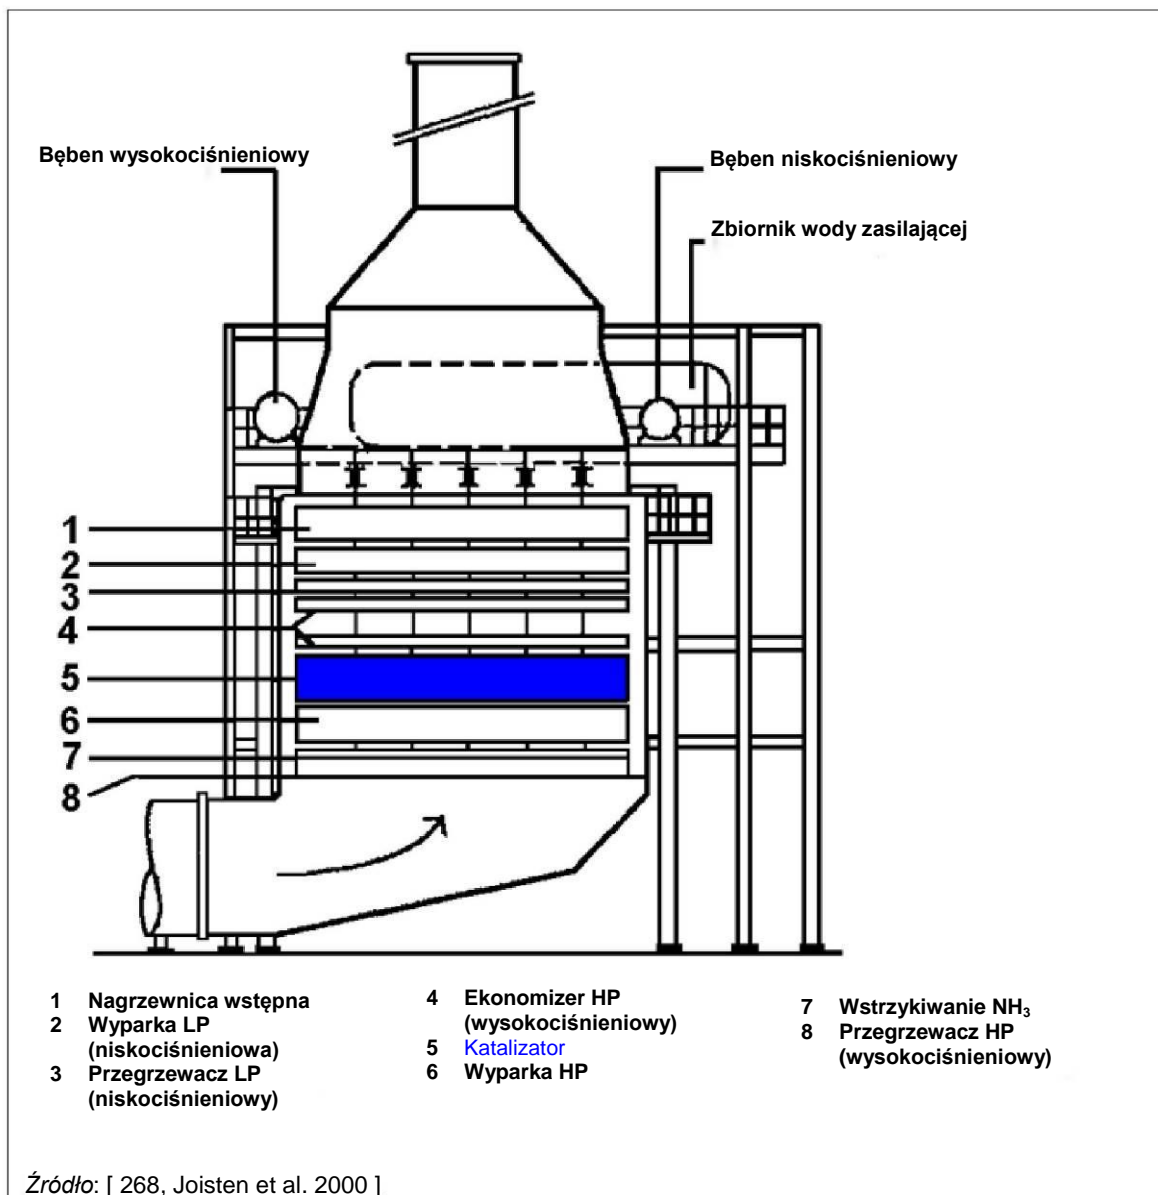 Bęben wysokociśnieniowy
Bęben niskociśnieniowy
Zbiornik wody zasilającej
1
2
3
4
5
6
7
8
1 Nagrzewnica wstępna
2 Wyparka LP
(niskociśnieniowa)
3 Przegrzewacz LP
(niskociśnieniowy)
4 Ekonomizer HP
(wysokociśnieniowy)
5 Katalizator
6 Wyparka HP
7 Wstrzykiwanie NH₃
8 Przegrzewacz HP
(wysokociśnieniowy)
Źródło: [ 268, Joisten et al. 2000 ]